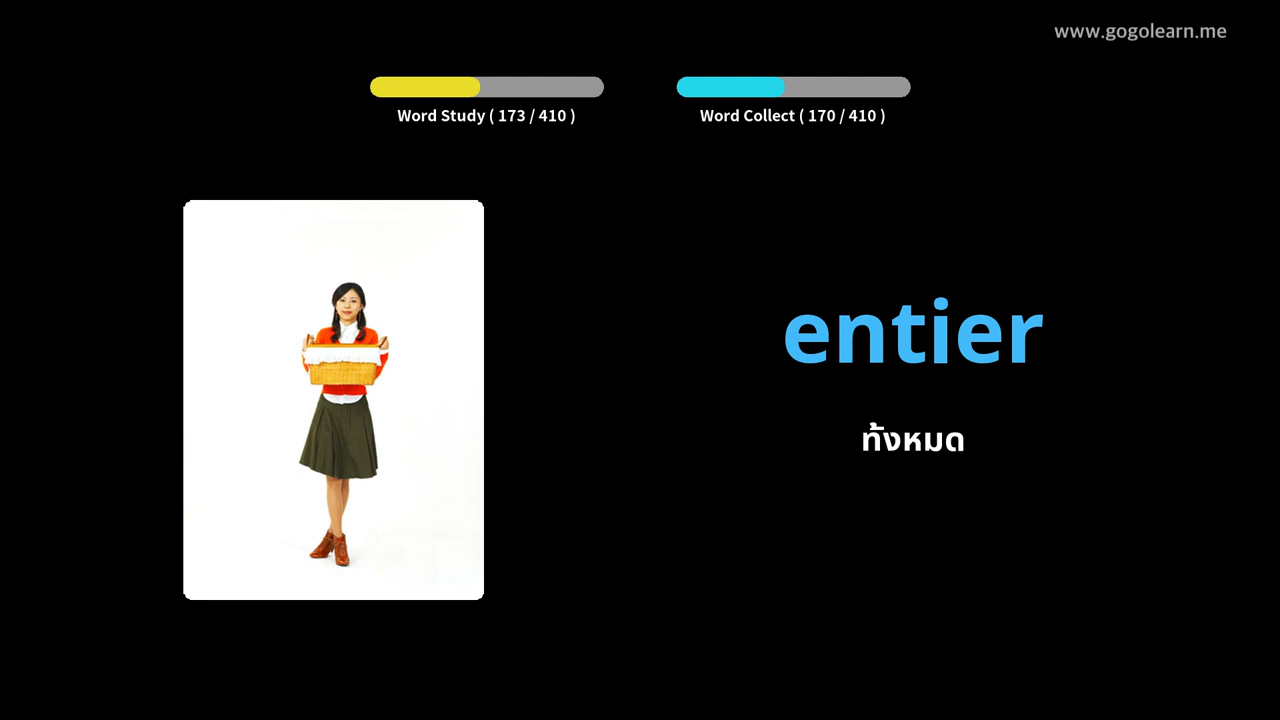 www.gogolearn.me
Word Study ( 173 / 410 )
Word Collect ( 170 / 410 )
entier
ทั้งหมด